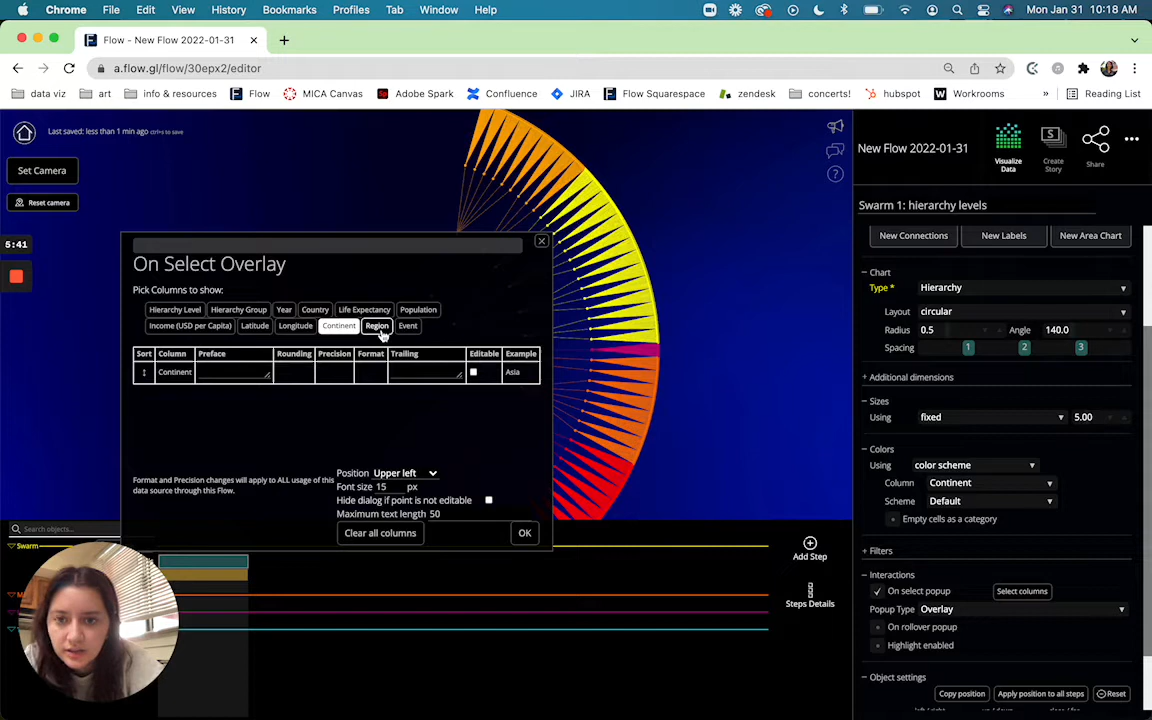 Chrome File Edit View History Bookmarks Profiles Tab Window Help Mon Jan 31 10:18 AM
Flow - New Flow 2022-01-31
a.flow.gl/flow/30epx2/editor
data viz art info & resources Flow MICA Canvas Adobe Spark Confluence JIRA Flow Squarespace zendesk concerts! hubspot Workrooms » Reading List
Last saved: less than 1 min ago ctrl+s to save
Set Camera
Reset camera
5:41
New Flow 2022-01-31
Visualize Data
Create Story
Share
Swarm 1: hierarchy levels
New Connections New Labels New Area Chart
− Chart
Type * Hierarchy
Layout circular
Radius 0.5 Angle 140.0
Spacing 1 2 3
+ Additional dimensions
− Sizes
Using fixed 5.00
− Colors
Using color scheme
Column Continent
Scheme Default
Empty cells as a category
+ Filters
− Interactions
On select popup Select columns
Popup Type Overlay
On rollover popup
Highlight enabled
− Object settings
Copy position Apply position to all steps Reset
On Select Overlay
Pick Columns to show:
Hierarchy Level Hierarchy Group Year Country Life Expectancy Population
Income (USD per Capita) Latitude Longitude Continent Region Event
Sort Column Preface Rounding Precision Format Trailing Editable Example
Continent Asia
Format and Precision changes will apply to ALL usage of this
data source through this Flow.
Position Upper left
Font size 15 px
Hide dialog if point is not editable
Maximum text length 50
Clear all columns OK
Search objects...
Swarm
Add Step
Steps Details